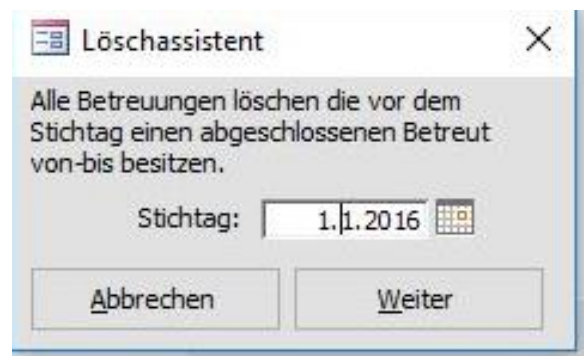 Löschassistent
Alle Betreuungen löschen die vor dem
Stichtag einen abgeschlossenen Betreut
von-bis besitzen.
Stichtag: 1.1.2016
Abbrechen Weiter